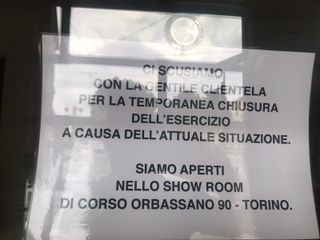 CI SCUSIAMO
CON LA GENTILE CLIENTELA
PER LA TEMPORANEA CHIUSURA
DELL'ESERCIZIO
A CAUSA DELL'ATTUALE SITUAZIONE.
SIAMO APERTI
NELLO SHOW ROOM
DI CORSO ORBASSANO 90 - TORINO.